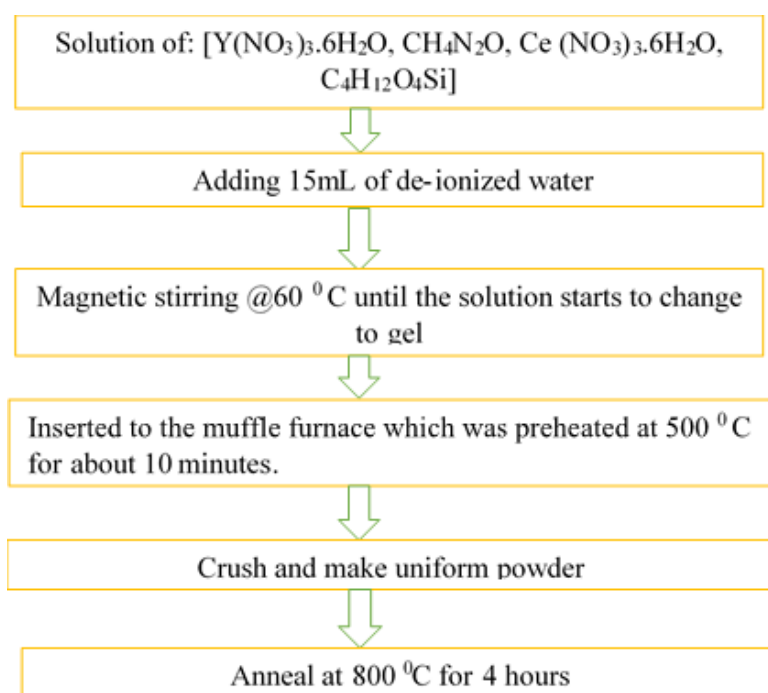 Solution of: [Y(NO₃)₃.6H₂O, CH₄N₂O, Ce (NO₃)₃.6H₂O,
C₄H₁₂O₄Si]
Adding 15mL of de-ionized water
Magnetic stirring @60 ⁰C until the solution starts to change
to gel
Inserted to the muffle furnace which was preheated at 500 ⁰C
for about 10 minutes.
Crush and make uniform powder
Anneal at 800 ⁰C for 4 hours